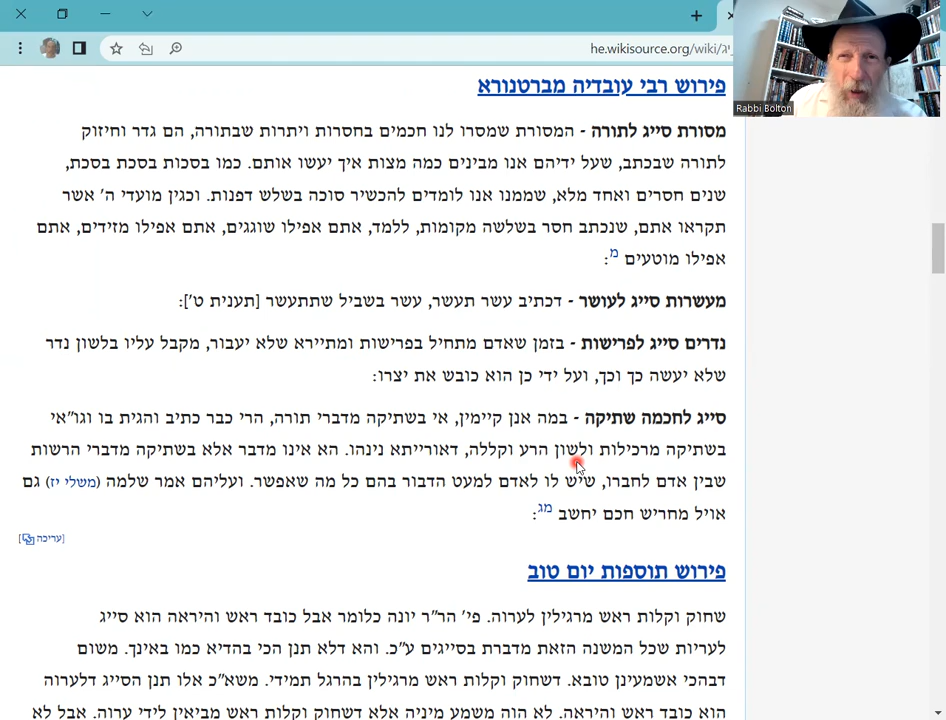 he.wikisource.org/wiki/יג
Rabbi Bolton
פירוש רבי עובדיה מברטנורא
מסורת סייג לתורה - המסורת שמסרו לנו חכמים בחסרות ויתרות שבתורה, הם גדר וחיזוק
לתורה שבכתב, שעל ידיהם אנו מבינים כמה מצות איך יעשו אותם. כמו בסכות בסכת בסכת,
שנים חסרים ואחד מלא, שממנו אנו לומדים להכשיר סוכה בשלש דפנות. וכגין מועדי ה' אשר
תקראו אתם, שנכתב חסר בשלשה מקומות, ללמד, אתם אפילו שוגגים, אתם אפילו מזידים, אתם
אפילו מוטעים מ:
מעשרות סייג לעושר - דכתיב עשר תעשר, עשר בשביל שתתעשר [תענית ט']:
נדרים סייג לפרישות - בזמן שאדם מתחיל בפרישות ומתיירא שלא יעבור, מקבל עליו בלשון נדר
שלא יעשה כך וכך, ועל ידי כן הוא כובש את יצרו:
סייג לחכמה שתיקה - במה אנן קיימין, אי בשתיקה מדברי תורה, הרי כבר כתיב והגית בו וגו"אי
בשתיקה מרכילות ולשון הרע וקללה, דאורייתא נינהו. הא אינו מדבר אלא בשתיקה מדברי הרשות
שבין אדם לחברו, שיש לו לאדם למעט הדבור בהם כל מה שאפשר. ועליהם אמר שלמה (משלי יז) גם
אויל מחריש חכם יחשב מג:
[עריכה]
פירוש תוספות יום טוב
שחוק וקלות ראש מרגילין לערוה. פי' הר"ר יונה כלומר אבל כובד ראש והיראה הוא סייג
לעריות שכל המשנה הזאת מדברת בסייגים ע"כ. והא דלא תנן הכי בהדיא כמו באינך. משום
דבהכי אשמעינן טובא. דשחוק וקלות ראש מרגילין בהרגל תמידי. משא"כ אלו תנן הסייג דלערוה
הוא כובד ראש והיראה. לא הוה משמע מיניה אלא דשחוק וקלות ראש מביאין לידי ערוה. אבל לא